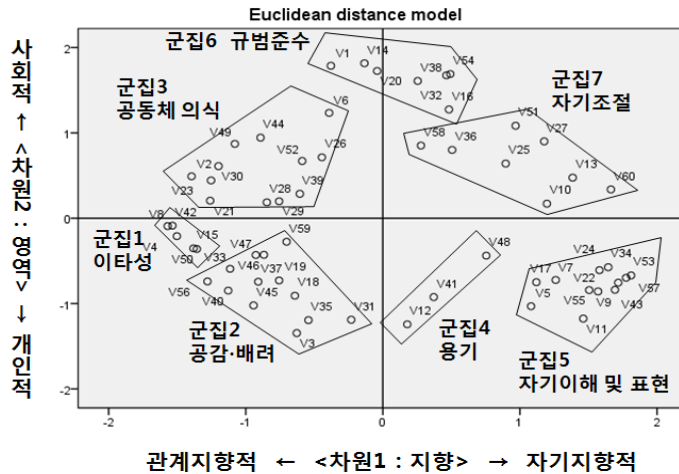 Euclidean distance model
군집6 규범준수
V1
V14
V20
V38
V54
V32
V16
군집3
공동체 의식
V6
V49
V44
V52
V26
V2
V30
V23
V21
V28
V39
V29
군집7
자기조절
V51
V27
V58
V36
V25
V13
V10
V60
군집1
이타성
V8
V42
V4
V15
V50
V33
군집2
공감·배려
V59
V47
V46
V37
V19
V56
V40
V45
V18
V35
V31
V3
군집4
용기
V48
V41
V12
군집5
자기이해 및 표현
V24
V34
V53
V17
V7
V22
V57
V5
V55
V9
V43
V11
2
1
0
-1
-2
-2
-1
0
1
2
사회적 ← <차원2 : 영역> → 개인적
관계지향적 ← <차원1 : 지향> → 자기지향적